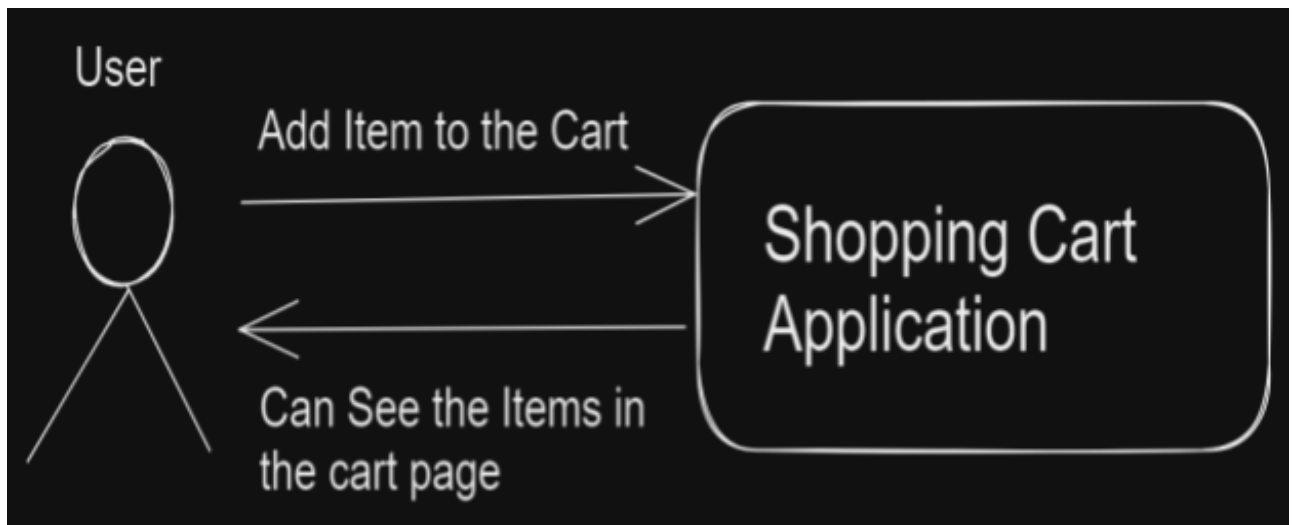 User
Add Item to the Cart
Shopping Cart
Application
Can See the Items in
the cart page